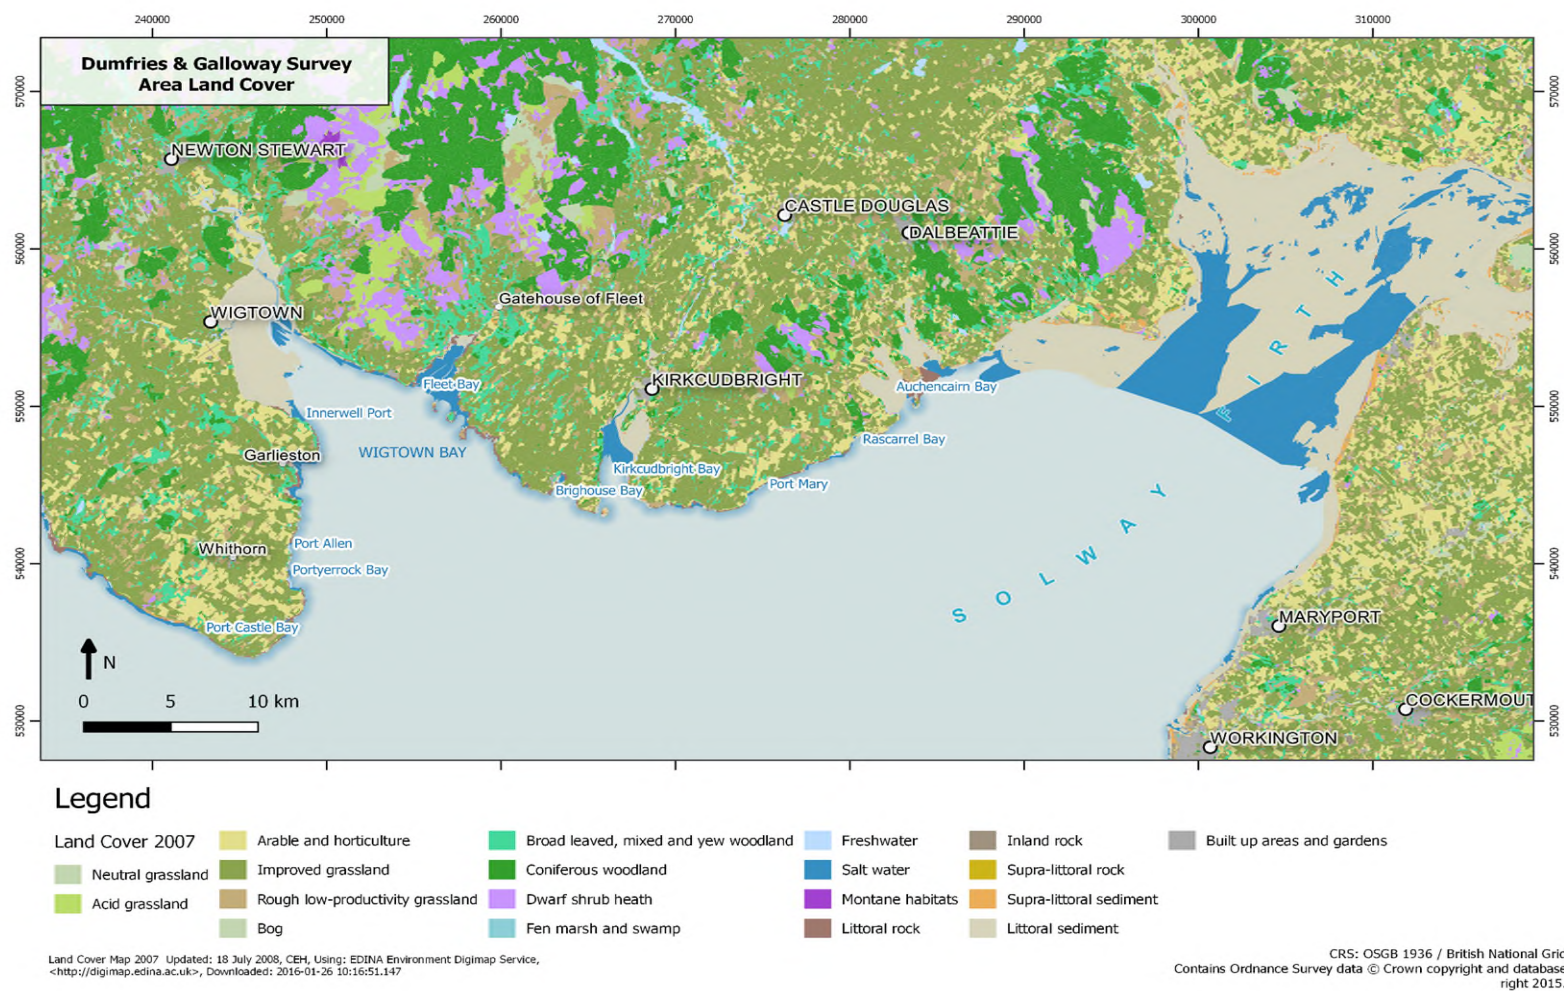 240000 250000 260000 270000 280000 290000 300000 310000
Dumfries & Galloway Survey
Area Land Cover
570000
570000
NEWTON STEWART
CASTLE DOUGLAS
DALBEATTIE
560000
560000
Gatehouse of Fleet
WIGTOWN
FIRTH
Fleet Bay
KIRKCUDBRIGHT
Auchencairn Bay
550000
550000
Innerwell Port
Rascarrel Bay
Garlieston
WIGTOWN BAY
Kirkcudbright Bay
Brighouse Bay
Port Mary
SOLWAY
Whithorn
Port Allen
540000
540000
Portyerrock Bay
Port Castle Bay
MARYPORT
N
0 5 10 km
COCKERMOUT
530000
530000
WORKINGTON
Legend
Land Cover 2007
Neutral grassland
Acid grassland
Arable and horticulture
Improved grassland
Rough low-productivity grassland
Bog
Broad leaved, mixed and yew woodland
Coniferous woodland
Dwarf shrub heath
Fen marsh and swamp
Freshwater
Salt water
Montane habitats
Littoral rock
Inland rock
Supra-littoral rock
Supra-littoral sediment
Littoral sediment
Built up areas and gardens
Land Cover Map 2007 Updated: 18 July 2008, CEH, Using: EDINA Environment Digimap Service,
<http://digimap.edina.ac.uk>, Downloaded: 2016-01-26 10:16:51.147
CRS: OSGB 1936 / British National Grid
Contains Ordnance Survey data © Crown copyright and database
right 2015